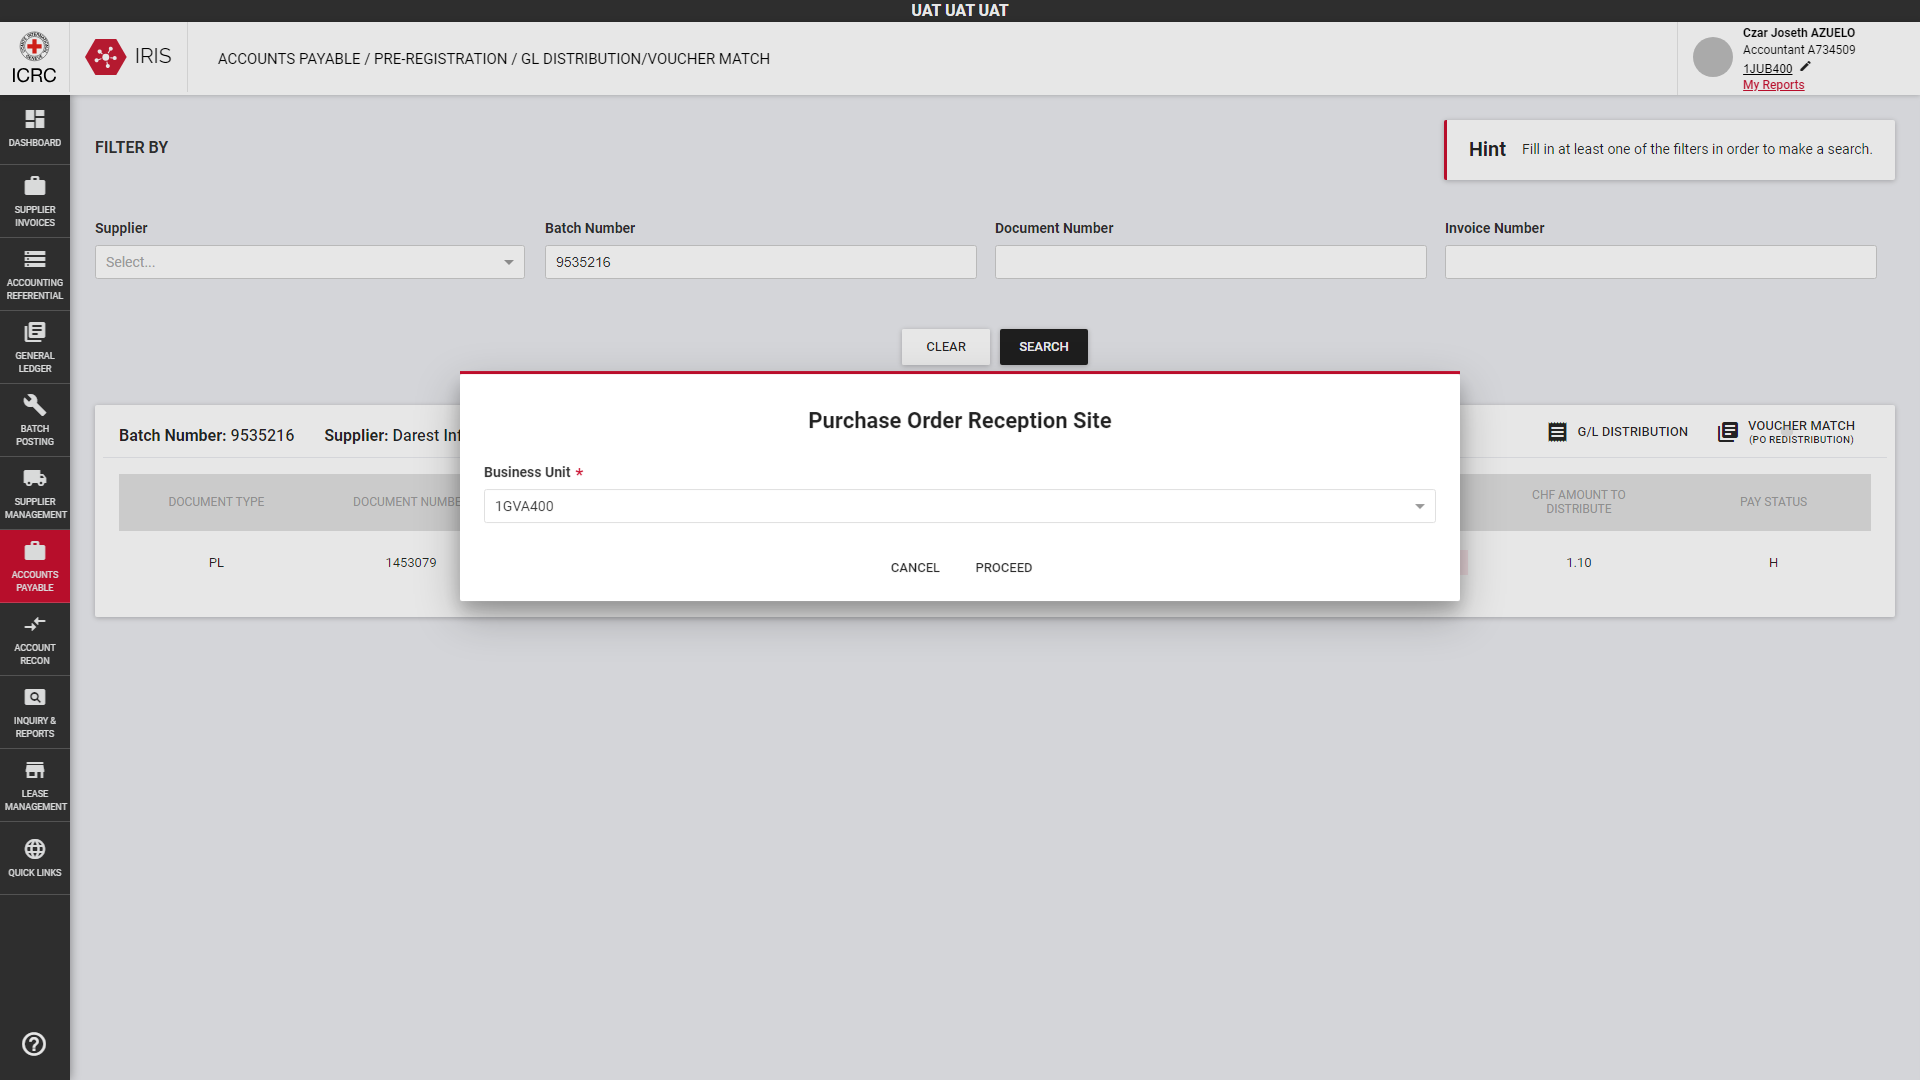 UAT UAT UAT
ICRC
IRIS
ACCOUNTS PAYABLE / PRE-REGISTRATION / GL DISTRIBUTION/VOUCHER MATCH
Czar Joseth AZUELO
Accountant A734509
1JUB400
My Reports
DASHBOARD
SUPPLIER
INVOICES
ACCOUNTING
REFERENTIAL
GENERAL
LEDGER
BATCH
POSTING
SUPPLIER
MANAGEMENT
ACCOUNTS
PAYABLE
ACCOUNT
RECON
INQUIRY &
REPORTS
LEASE
MANAGEMENT
QUICK LINKS
FILTER BY
Hint Fill in at least one of the filters in order to make a search.
Supplier Batch Number Document Number Invoice Number
Select... 9535216
CLEAR SEARCH
Batch Number: 9535216 Supplier: Darest Inf
G/L DISTRIBUTION
VOUCHER MATCH
(PO REDISTRIBUTION)
DOCUMENT TYPE DOCUMENT NUMBE
CHF AMOUNT TO
DISTRIBUTE
PAY STATUS
PL 1453079 1.10 H
Purchase Order Reception Site
Business Unit *
1GVA400
CANCEL PROCEED